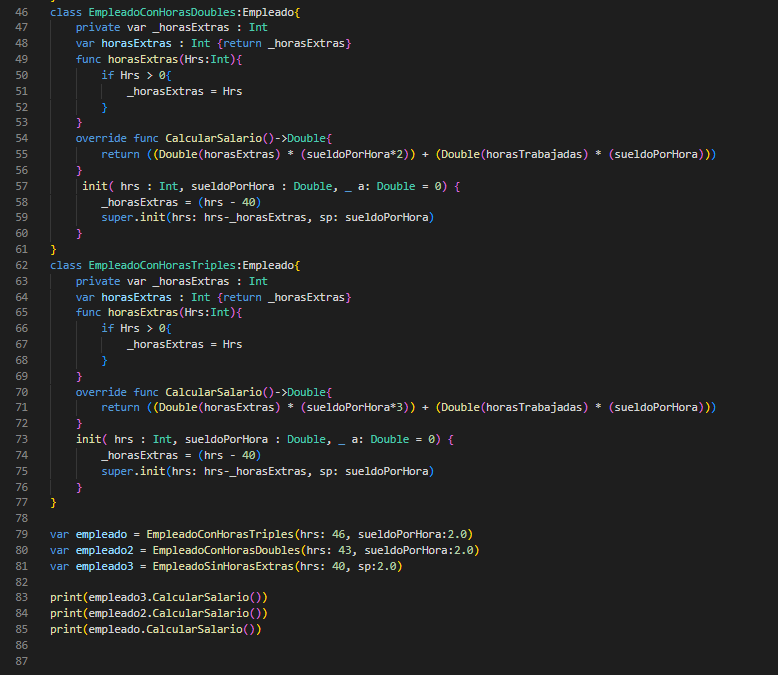 46 class EmpleadoConHorasDoubles:Empleado{
47     private var _horasExtras : Int
48     var horasExtras : Int {return _horasExtras}
49     func horasExtras(Hrs:Int){
50         if Hrs > 0{
51             _horasExtras = Hrs
52         }
53     }
54     override func CalcularSalario()->Double{
55         return ((Double(horasExtras) * (sueldoPorHora*2)) + (Double(horasTrabajadas) * (sueldoPorHora)))
56     }
57      init( hrs : Int, sueldoPorHora : Double, _ a: Double = 0) {
58         _horasExtras = (hrs - 40)
59         super.init(hrs: hrs-_horasExtras, sp: sueldoPorHora)
60     }
61 }
62 class EmpleadoConHorasTriples:Empleado{
63     private var _horasExtras : Int
64     var horasExtras : Int {return _horasExtras}
65     func horasExtras(Hrs:Int){
66         if Hrs > 0{
67             _horasExtras = Hrs
68         }
69     }
70     override func CalcularSalario()->Double{
71         return ((Double(horasExtras) * (sueldoPorHora*3)) + (Double(horasTrabajadas) * (sueldoPorHora)))
72     }
73     init( hrs : Int, sueldoPorHora : Double, _ a: Double = 0) {
74         _horasExtras = (hrs - 40)
75         super.init(hrs: hrs-_horasExtras, sp: sueldoPorHora)
76     }
77 }
78
79 var empleado = EmpleadoConHorasTriples(hrs: 46, sueldoPorHora:2.0)
80 var empleado2 = EmpleadoConHorasDoubles(hrs: 43, sueldoPorHora:2.0)
81 var empleado3 = EmpleadoSinHorasExtras(hrs: 40, sp:2.0)
82
83 print(empleado3.CalcularSalario())
84 print(empleado2.CalcularSalario())
85 print(empleado.CalcularSalario())
86
87